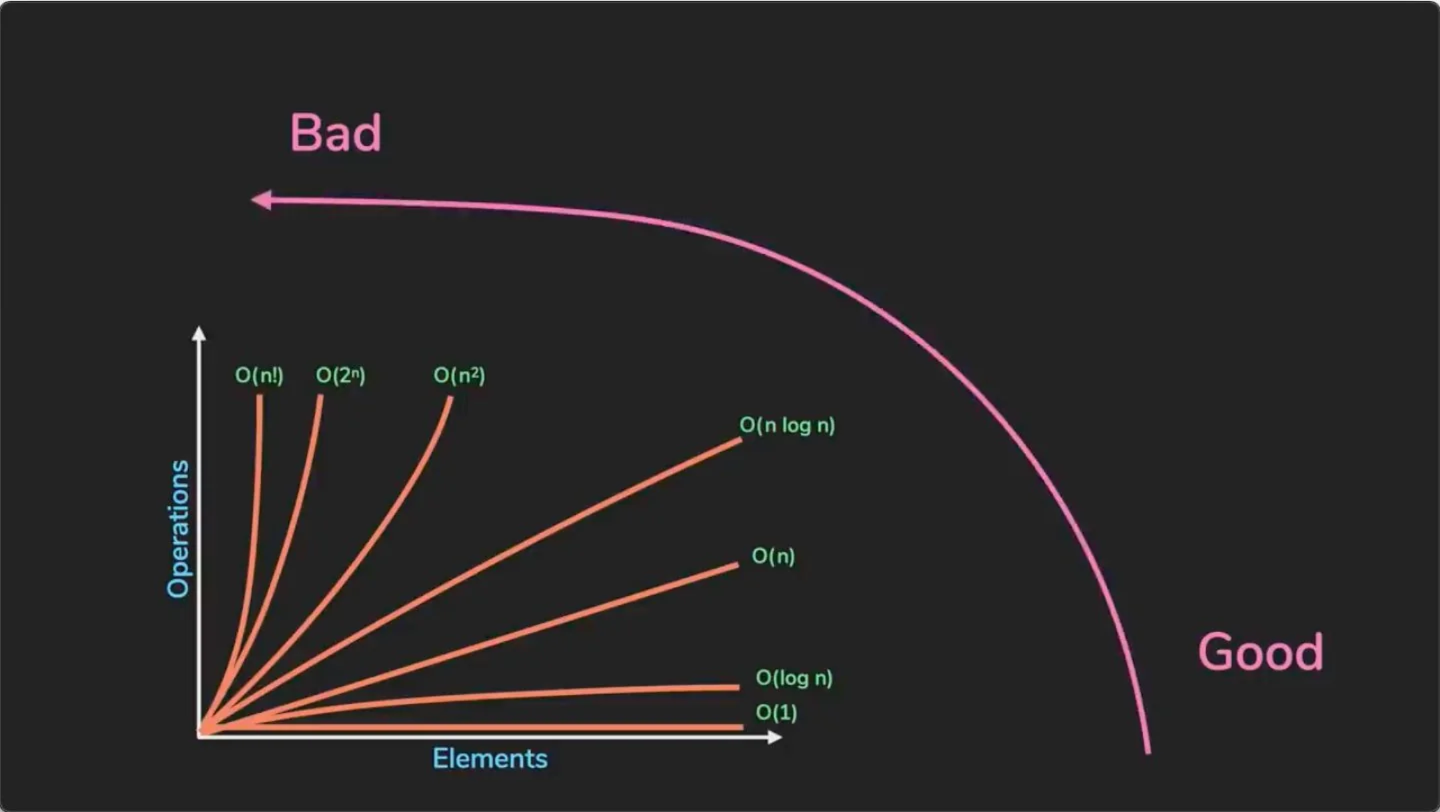 Bad
O(n!)
O(2ⁿ)
O(n²)
O(n log n)
Operations
O(n)
Good
O(log n)
O(1)
Elements